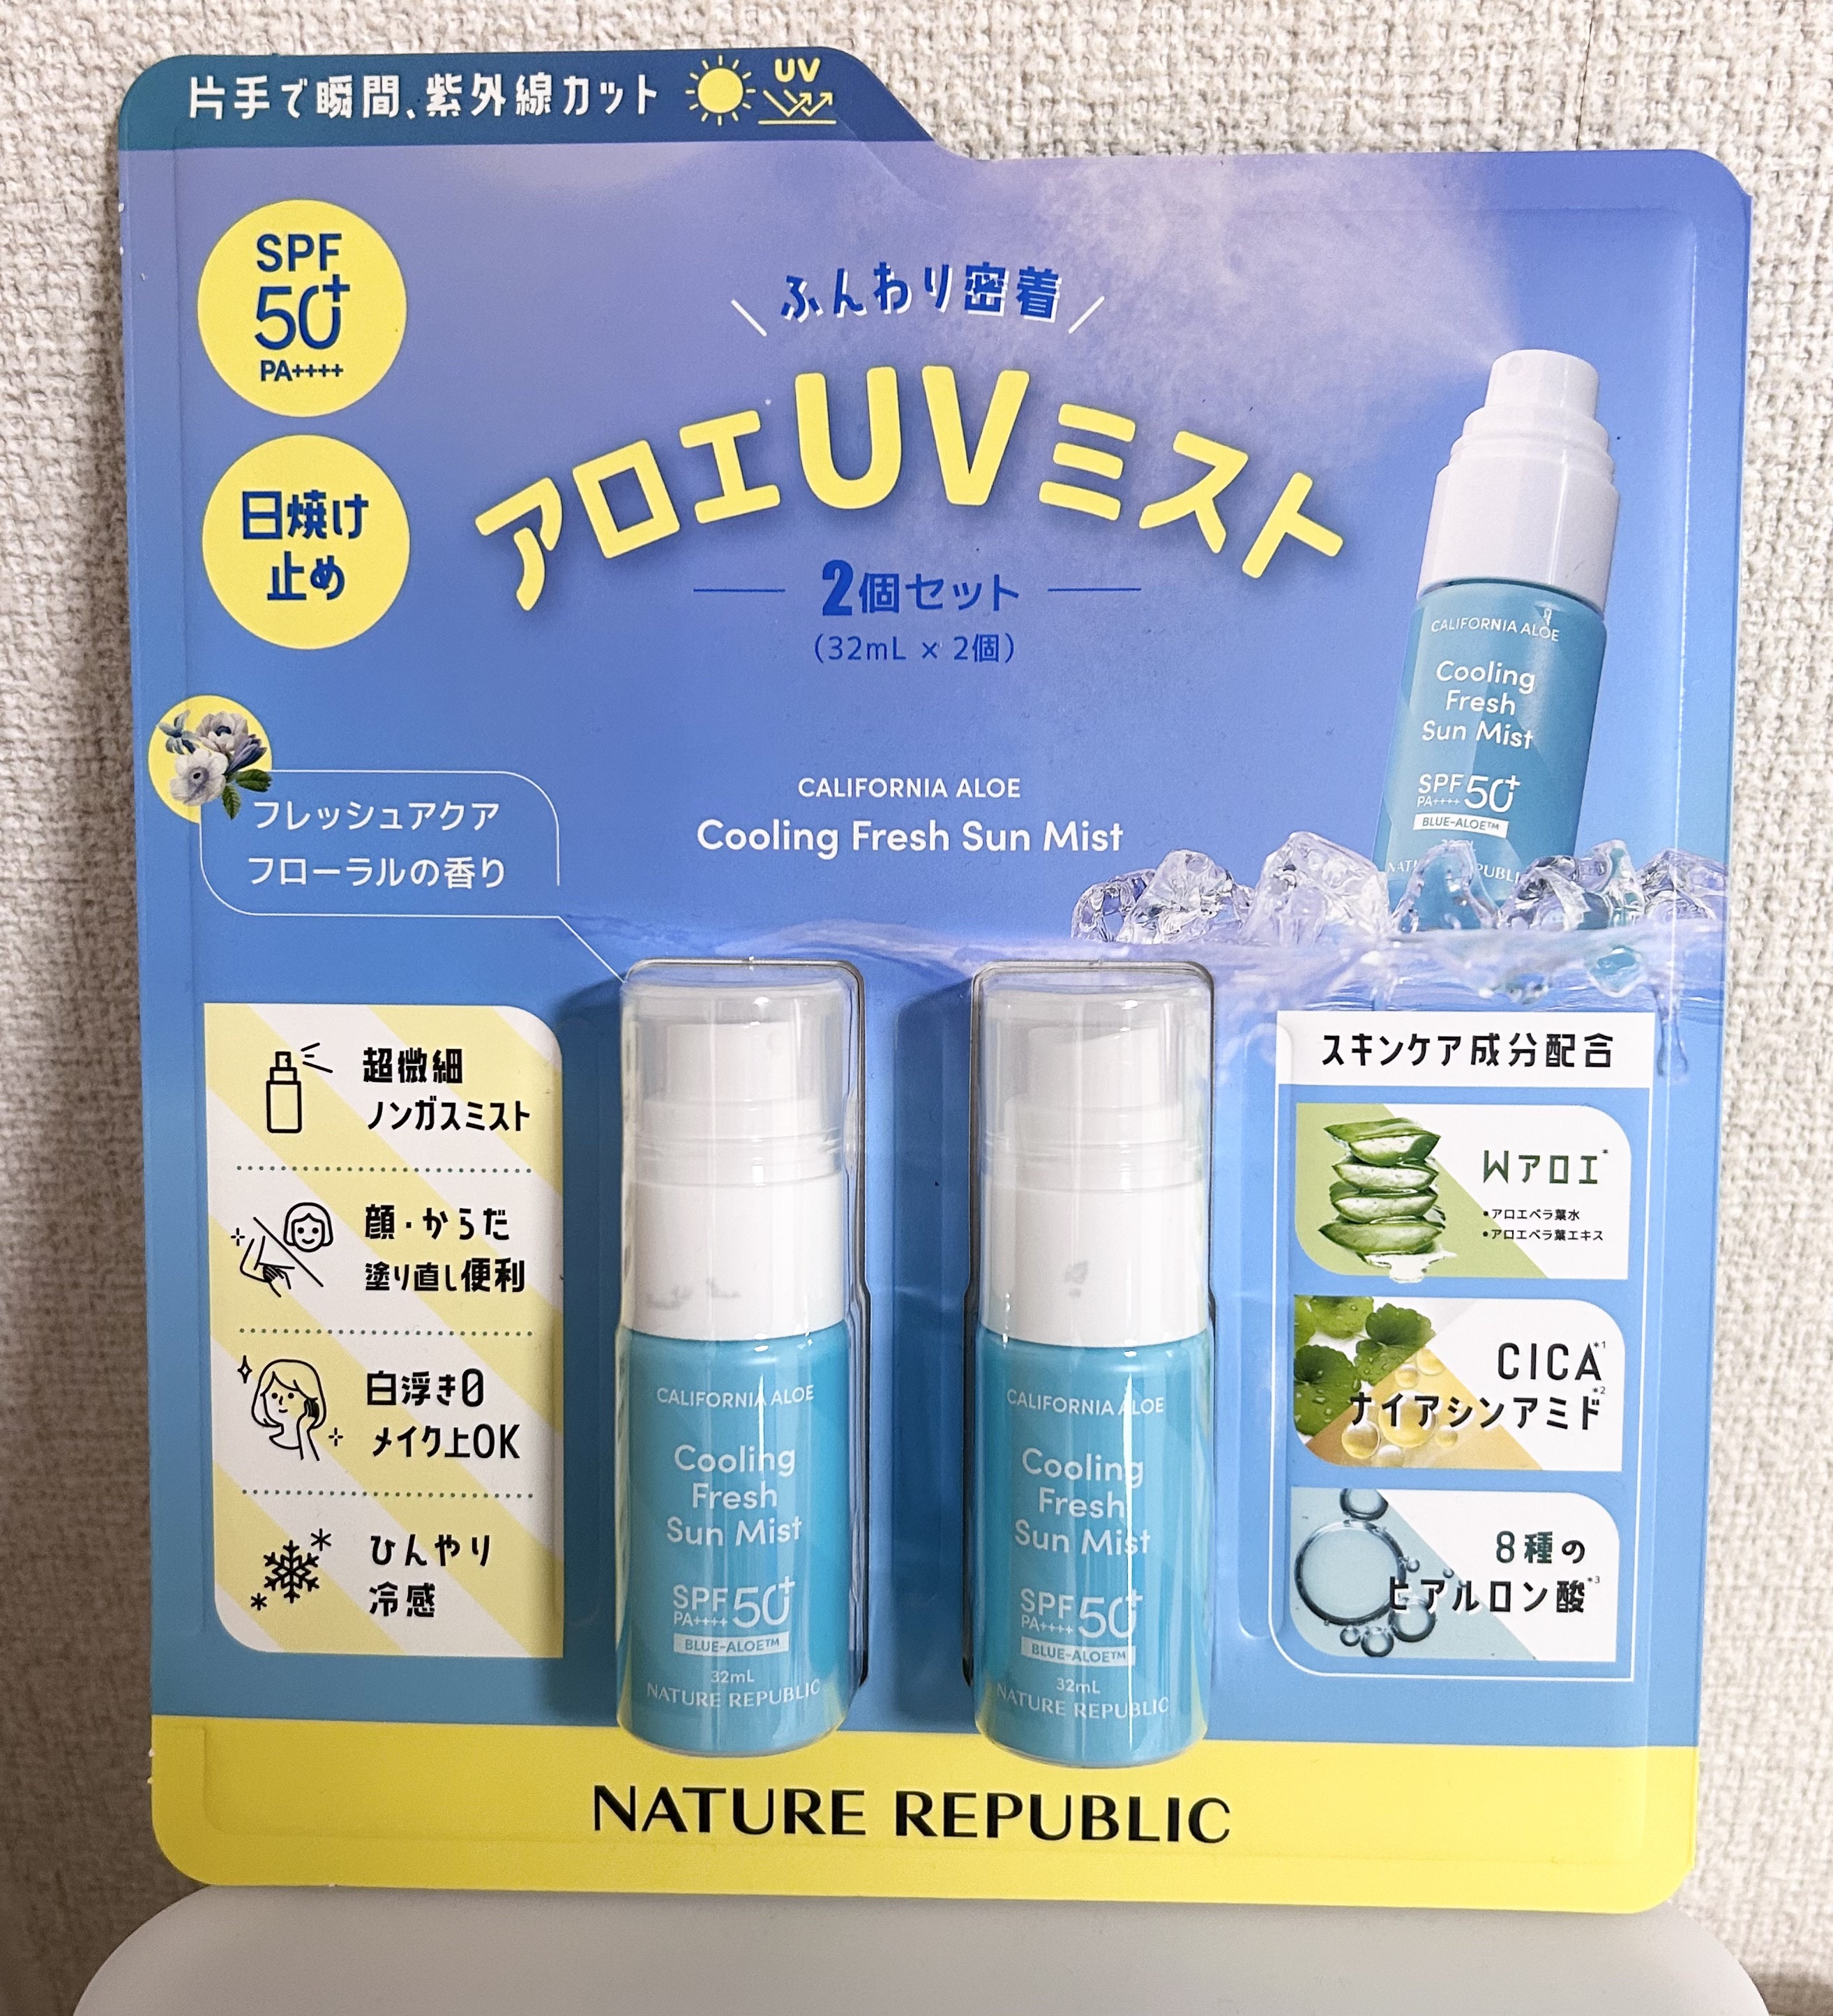 片手で瞬間、紫外線カット
UV
SPF
50+
PA++++
日焼け
止め
ふんわり密着
アロエUVミスト
2個セット
(32mL × 2個)
CALIFORNIA ALOE
Cooling
Fresh
Sun Mist
SPF 50+
PA++++
BLUE-ALOE™
フレッシュアクア
フローラルの香り
CALIFORNIA ALOE
Cooling Fresh Sun Mist
超微細
ノンガスミスト
顔・からだ
塗り直し便利
白浮き0
メイク上OK
ひんやり
冷感
CALIFORNIA ALOE
Cooling
Fresh
Sun Mist
SPF 50+
PA++++
BLUE-ALOE™
32mL
NATURE REPUBLIC
CALIFORNIA ALOE
Cooling
Fresh
Sun Mist
SPF 50+
PA++++
BLUE-ALOE™
32mL
NATURE REPUBLIC
スキンケア成分配合
Wアロエ*
•アロエベラ葉水
•アロエベラ葉エキス
CICA*1
ナイアシンアミド*2
8種の
ヒアルロン酸*3
NATURE REPUBLIC